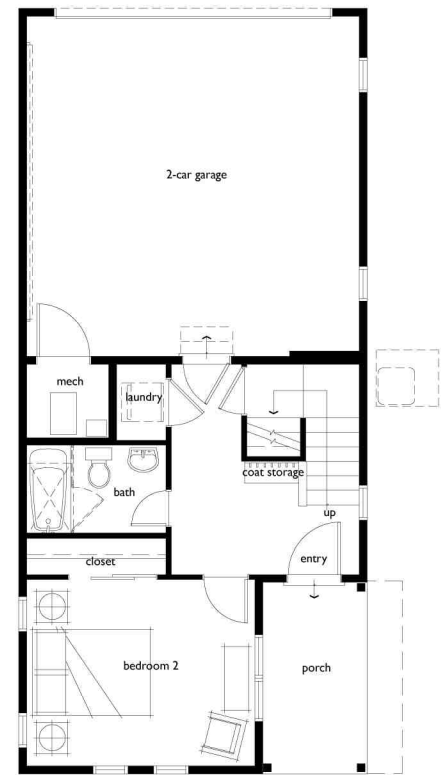 2-car garage
mech
laundry
coat storage
bath
up
closet
entry
bedroom 2
porch